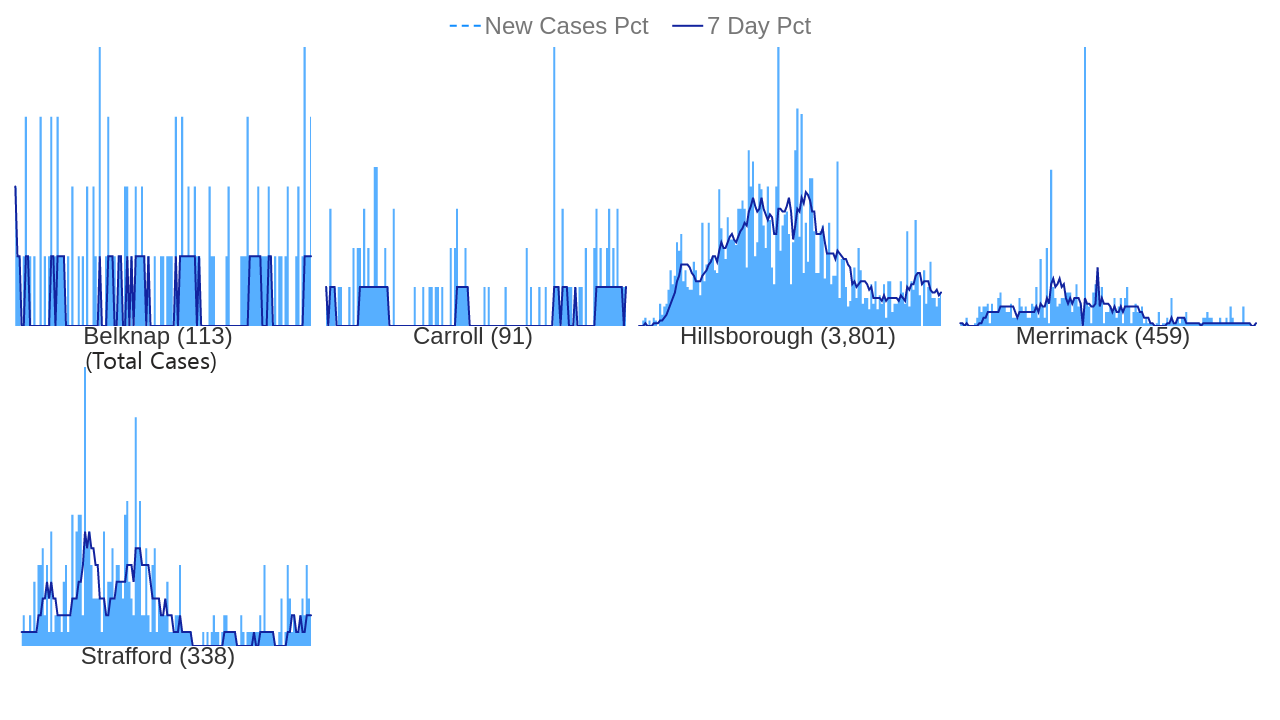 New Cases Pct 7 Day Pct
Belknap (113) Carroll (91) Hillsborough (3,801) Merrimack (459)
(Total Cases)
Strafford (338)